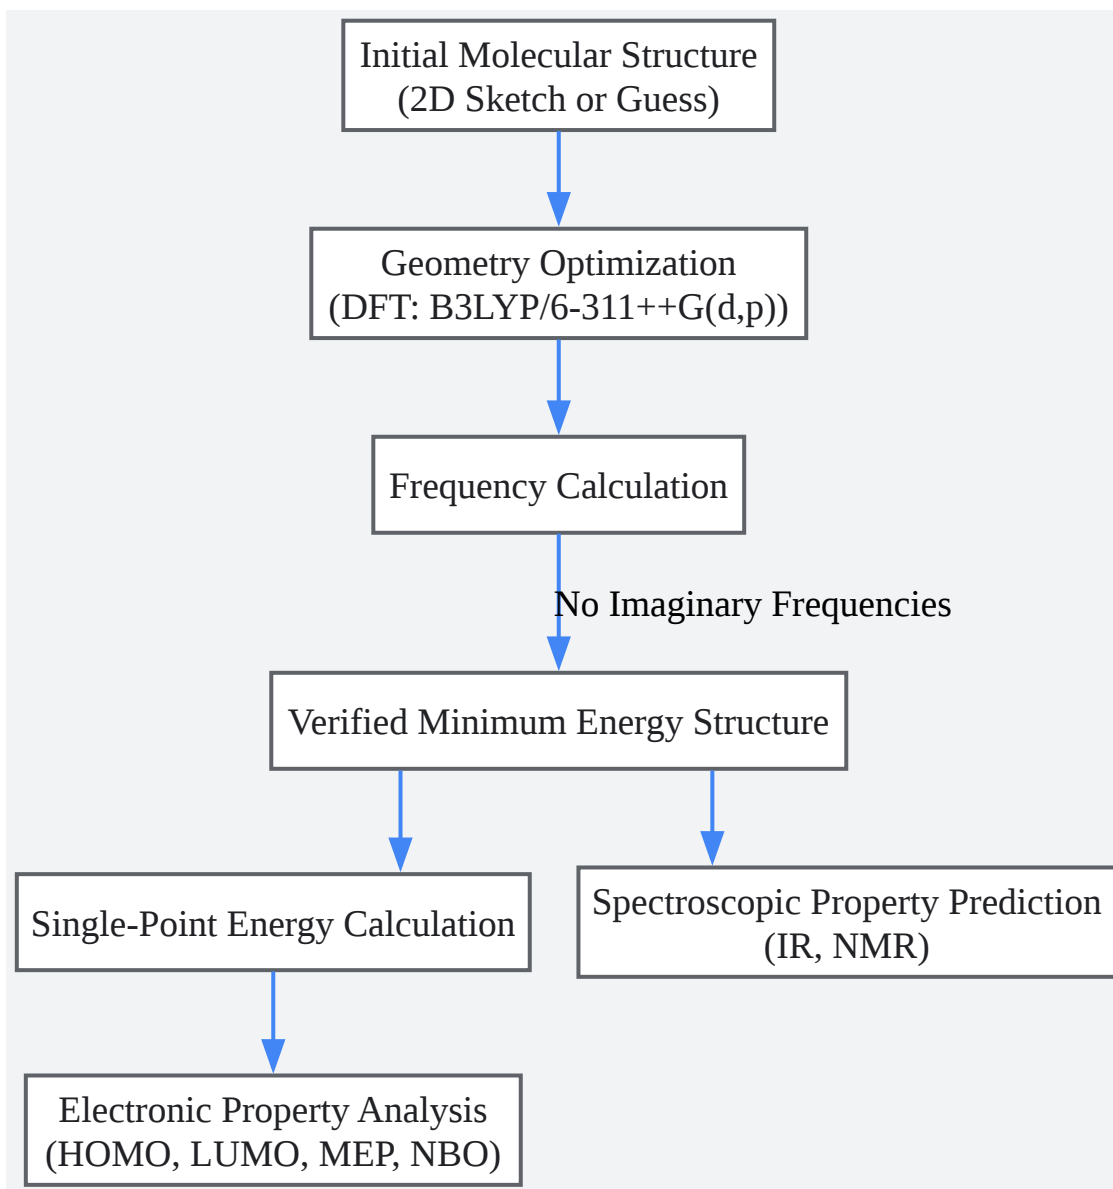 Initial Molecular Structure
(2D Sketch or Guess)
Geometry Optimization
(DFT: B3LYP/6-311++G(d,p))
Frequency Calculation
No Imaginary Frequencies
Verified Minimum Energy Structure
Single-Point Energy Calculation
Spectroscopic Property Prediction
(IR, NMR)
Electronic Property Analysis
(HOMO, LUMO, MEP, NBO)